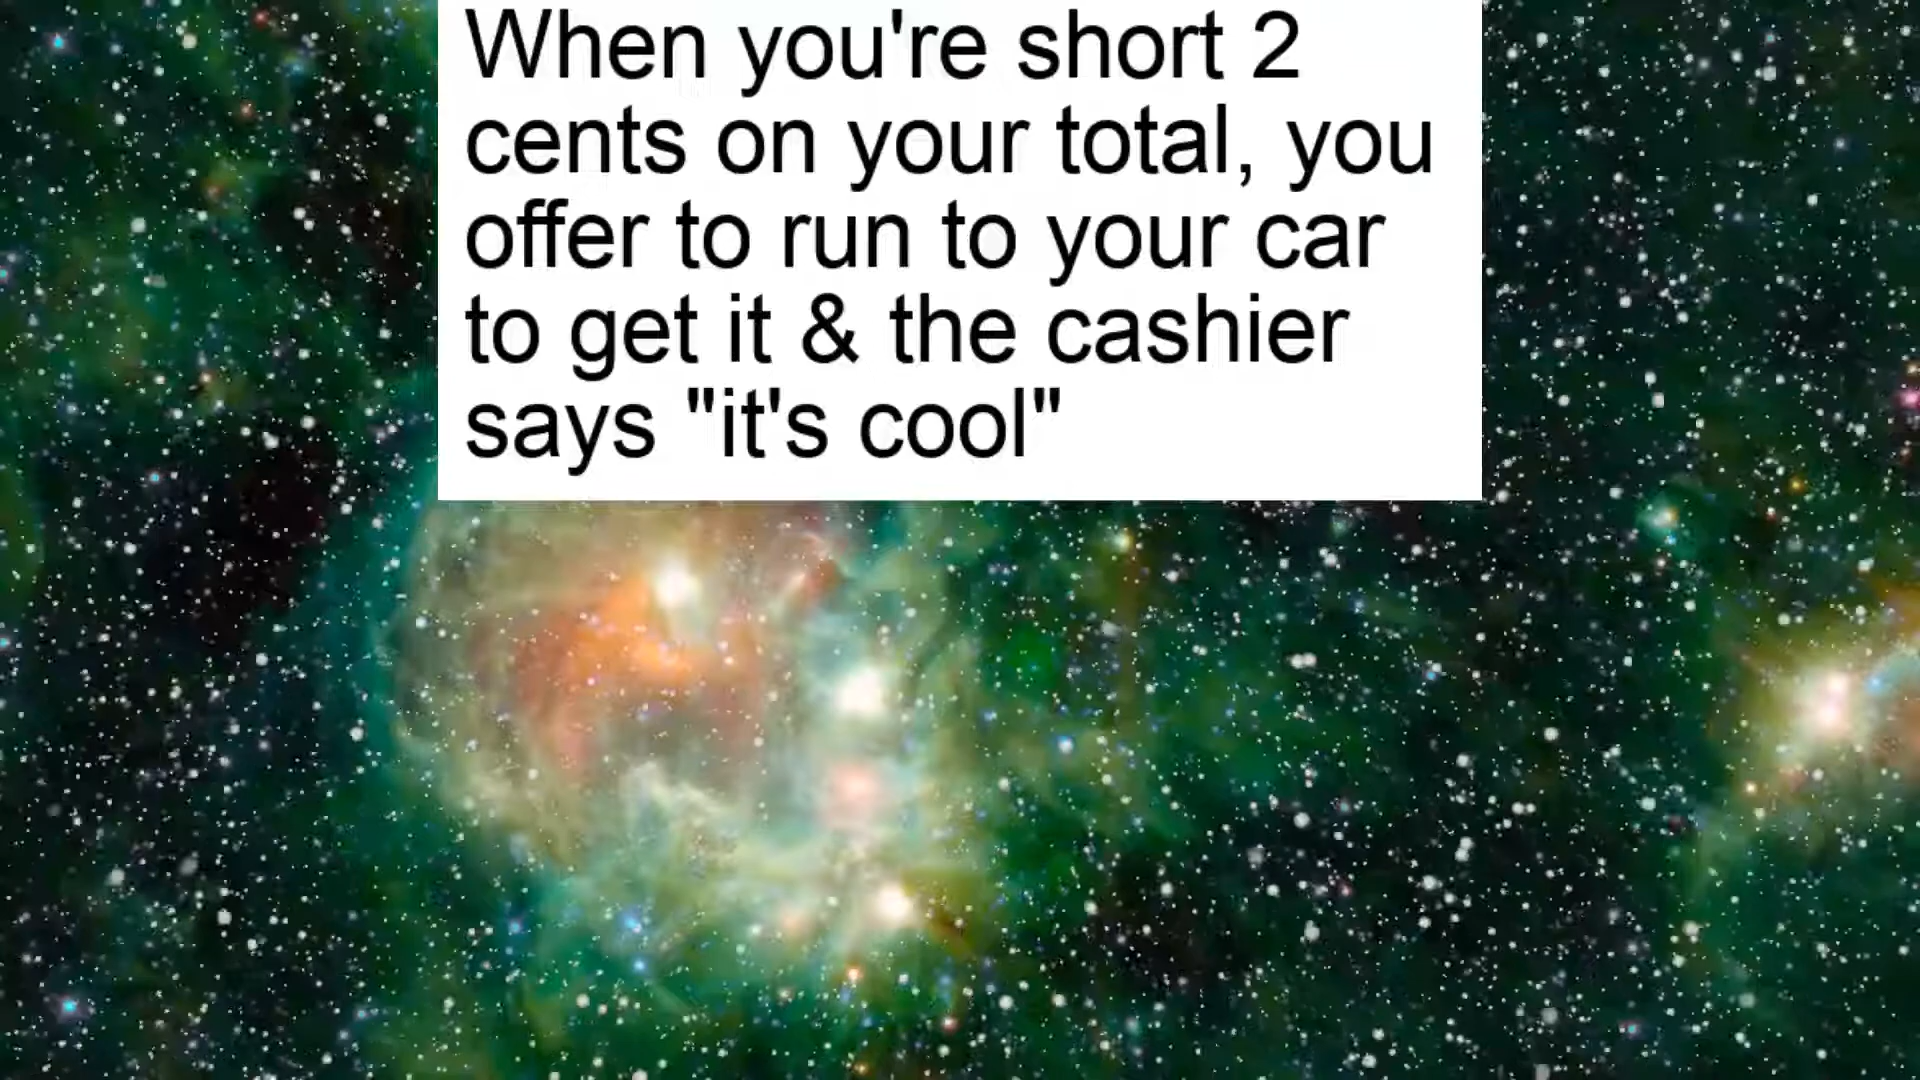 When you're short 2
cents on your total, you
offer to run to your car
to get it & the cashier
says "it's cool"